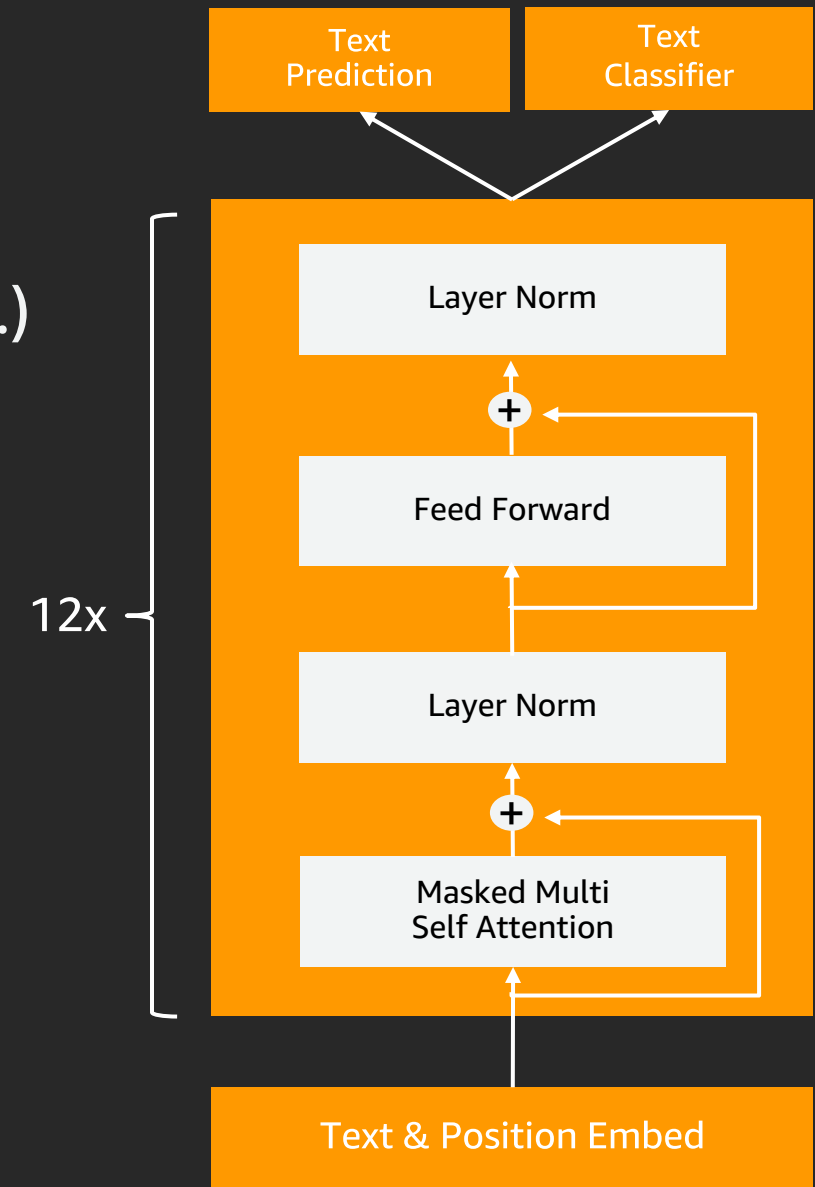 Text
Prediction
Text
Classifier
.)
Layer Norm
+
Feed Forward
12x
Layer Norm
+
Masked Multi
Self Attention
Text & Position Embed